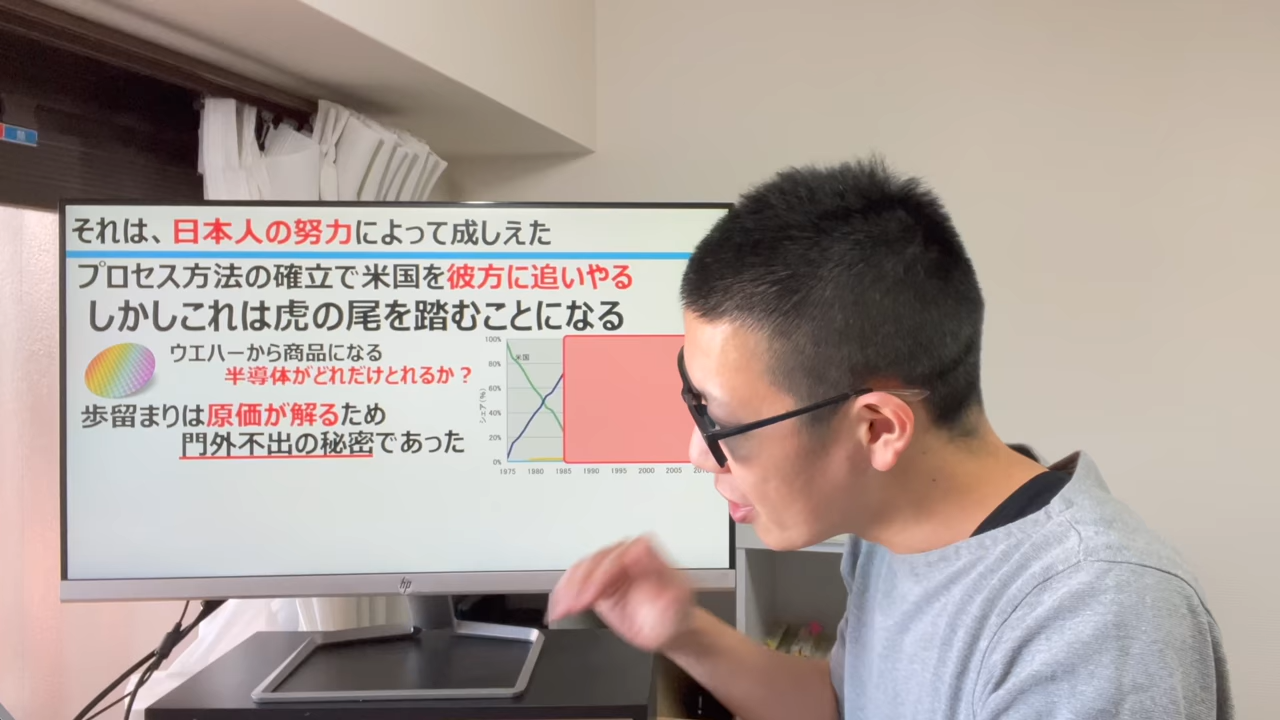 それは、日本人の努力によって成しえた
プロセス方法の確立で米国を彼方に追いやる
しかしこれは虎の尾を踏むことになる
ウエハーから商品になる
半導体がどれだけとれるか？
歩留まりは原価が解るため
門外不出の秘密であった
100%
80%
60%
40%
20%
0%
シェア(%)
米国
1975 1980 1985 1990 1995 2000 2005
hp